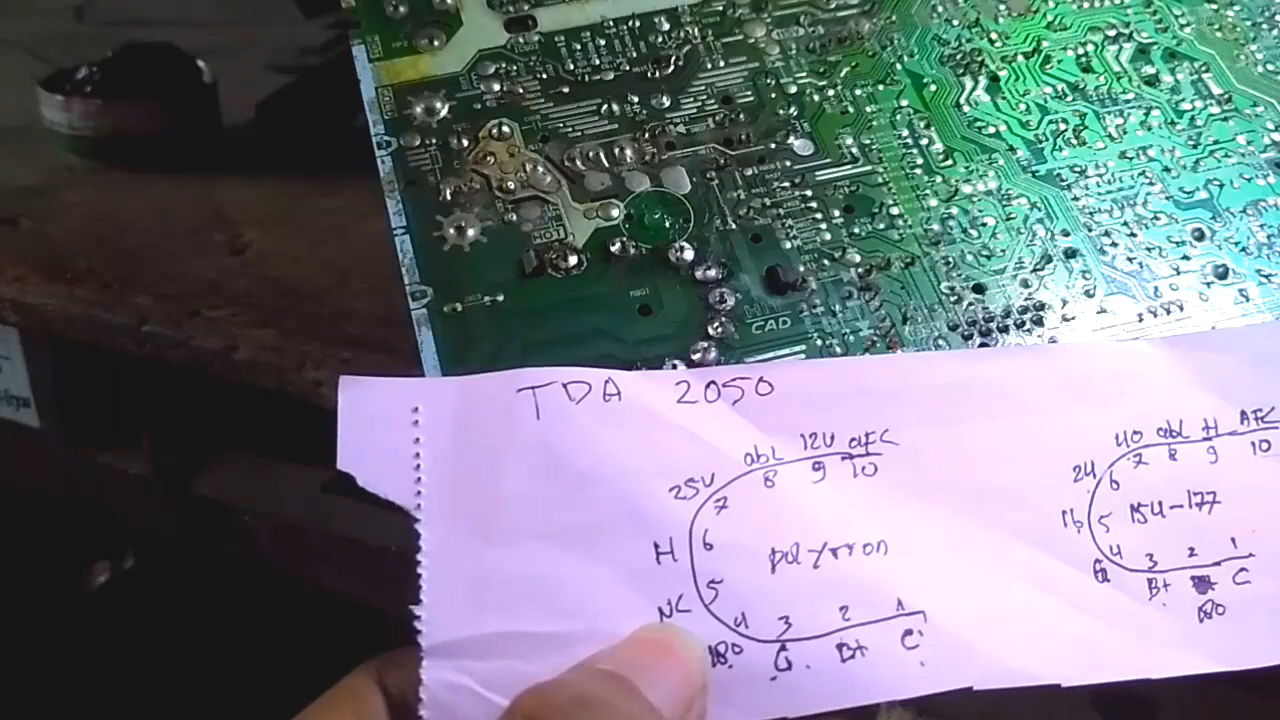 HOT
CAD
TDA 2050
abl 12V AFC
25V 7 8 9 10
H 6 polytron
NC 5
4 3 2 1
180 G B+ C
40 abl H AFC
24 6 7 8 9 10
16 5 154-177
4 3 2 1
G B+ C
180